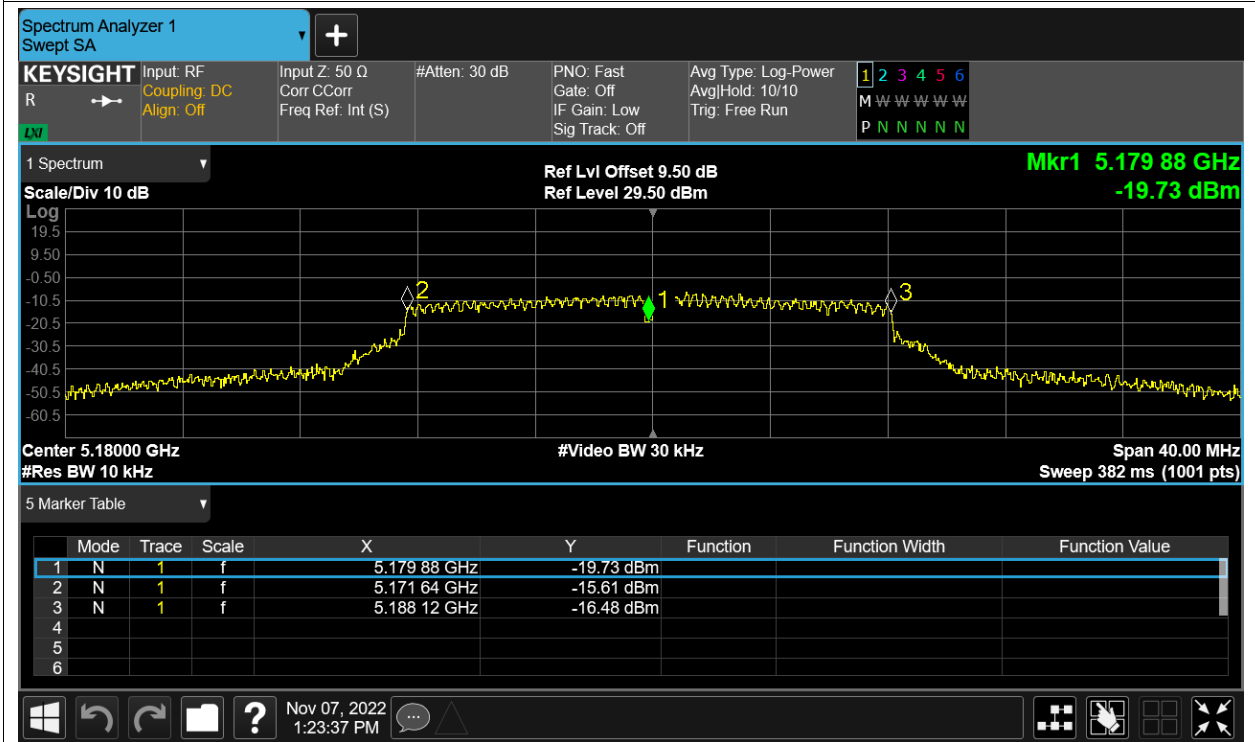 Spectrum Analyzer 1
Swept SA
KEYSIGHT
R
LXI
Input: RF
Coupling: DC
Align: Off
Input Z: 50 Ω
Corr CCorr
Freq Ref: Int (S)
#Atten: 30 dB
PNO: Fast
Gate: Off
IF Gain: Low
Sig Track: Off
Avg Type: Log-Power
Avg|Hold: 10/10
Trig: Free Run
1 2 3 4 5 6
M W W W W W
P N N N N N
1 Spectrum
Scale/Div 10 dB
Ref Lvl Offset 9.50 dB
Ref Level 29.50 dBm
Mkr1 5.179 88 GHz
-19.73 dBm
Log
19.5
9.50
-0.50
-10.5
-20.5
-30.5
-40.5
-50.5
-60.5
2
1
3
Center 5.18000 GHz
#Video BW 30 kHz
Span 40.00 MHz
#Res BW 10 kHz
Sweep 382 ms (1001 pts)
5 Marker Table
Mode Trace Scale X Y Function Function Width Function Value
1 N 1 f 5.179 88 GHz -19.73 dBm
2 N 1 f 5.171 64 GHz -15.61 dBm
3 N 1 f 5.188 12 GHz -16.48 dBm
4
5
6
?
Nov 07, 2022
1:23:37 PM